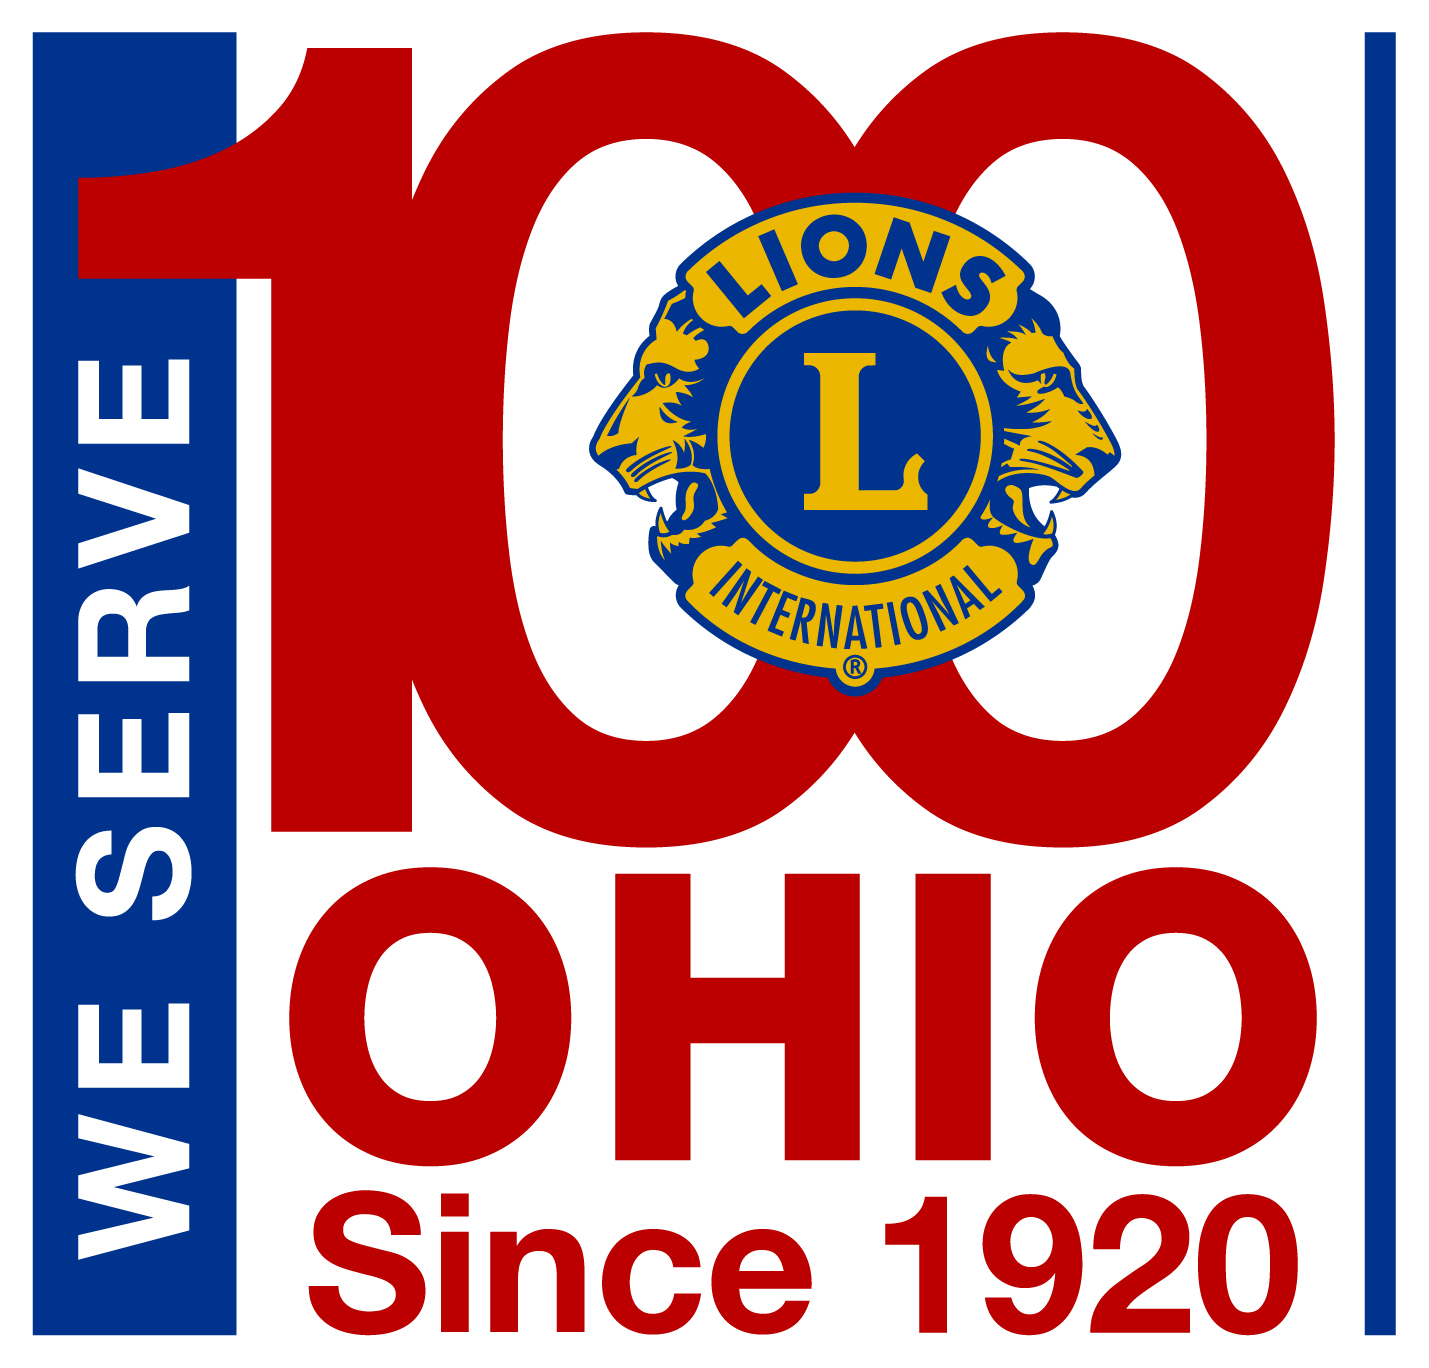 WE SERVE
100
LIONS
L
INTERNATIONAL
®
OHIO
Since 1920